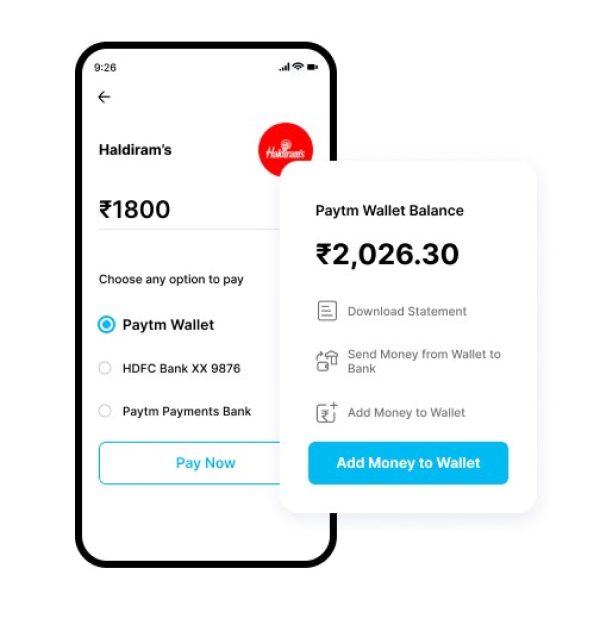 9:26
Haldiram's
Haldiram's
₹1800
Choose any option to pay
Paytm Wallet
HDFC Bank XX 9876
Paytm Payments Bank
Pay Now
Paytm Wallet Balance
₹2,026.30
Download Statement
Send Money from Wallet to
Bank
Add Money to Wallet
Add Money to Wallet